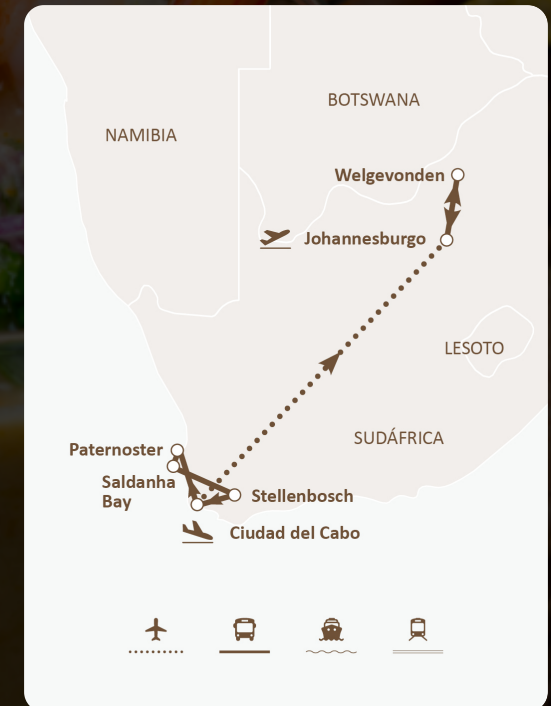 BOTSWANA
NAMIBIA
Welgevonden
Johannesburgo
LESOTO
SUDÁFRICA
Paternoster
Saldanha
Bay
Stellenbosch
Ciudad del Cabo